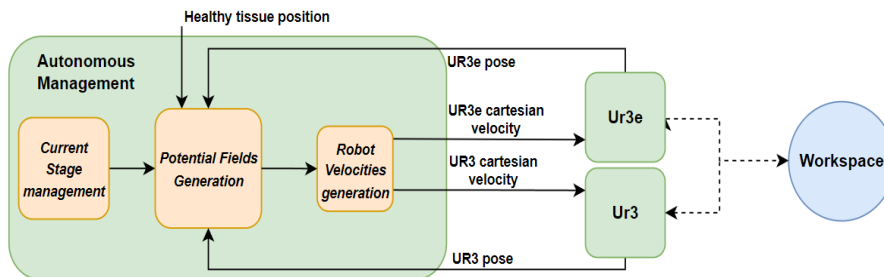 Healthy tissue position
Autonomous
Management
UR3e pose
UR3e cartesian
velocity
Ur3e
Current
Stage
management
Potential Fields
Generation
Robot
Velocities
generation
UR3 cartesian
velocity
Workspace
Ur3
UR3 pose